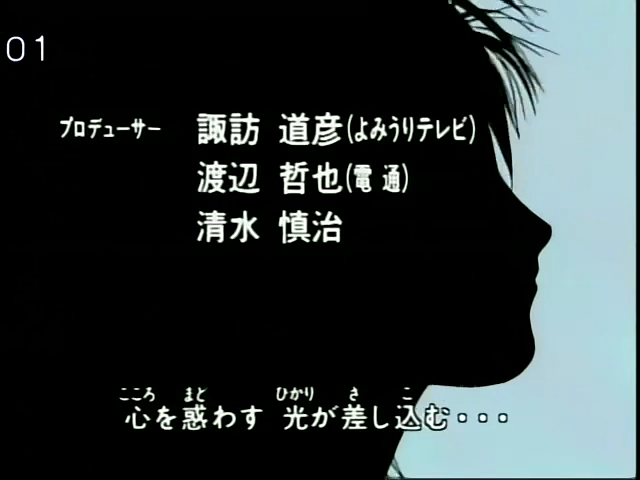 01
プロデューサー 諏訪 道彦(よみうりテレビ)
渡辺 哲也(電通)
清水 慎治
こころ まど ひかり さ こ
心を惑わす 光が差し込む・・・